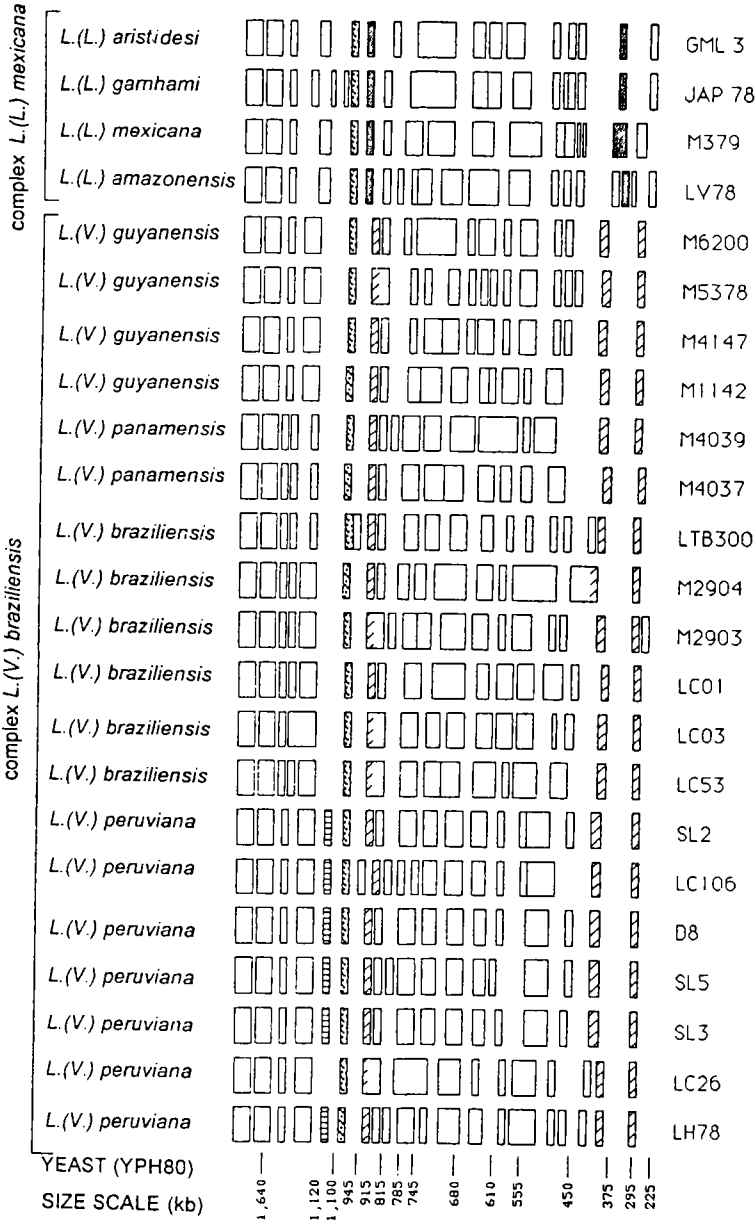 complex L.(L.) mexicana
L.(L.) aristidesi GML 3
L.(L.) garnhami JAP 78
L.(L.) mexicana M379
L.(L.) amazonensis LV78
complex L.(V.) braziliensis
L.(V.) guyanensis M6200
L.(V.) guyanensis M5378
L.(V.) guyanensis M4147
L.(V.) guyanensis M1142
L.(V.) panamensis M4039
L.(V.) panamensis M4037
L.(V.) braziliensis LTB300
L.(V.) braziliensis M2904
L.(V.) braziliensis M2903
L.(V.) braziliensis LC01
L.(V.) braziliensis LC03
L.(V.) braziliensis LC53
L.(V.) peruviana SL2
L.(V.) peruviana LC106
L.(V.) peruviana D8
L.(V.) peruviana SL5
L.(V.) peruviana SL3
L.(V.) peruviana LC26
L.(V.) peruviana LH78
YEAST (YPH80)
SIZE SCALE (kb) 1,640 1,120 1,100 945 915 815 785 745 680 610 555 450 375 295 225